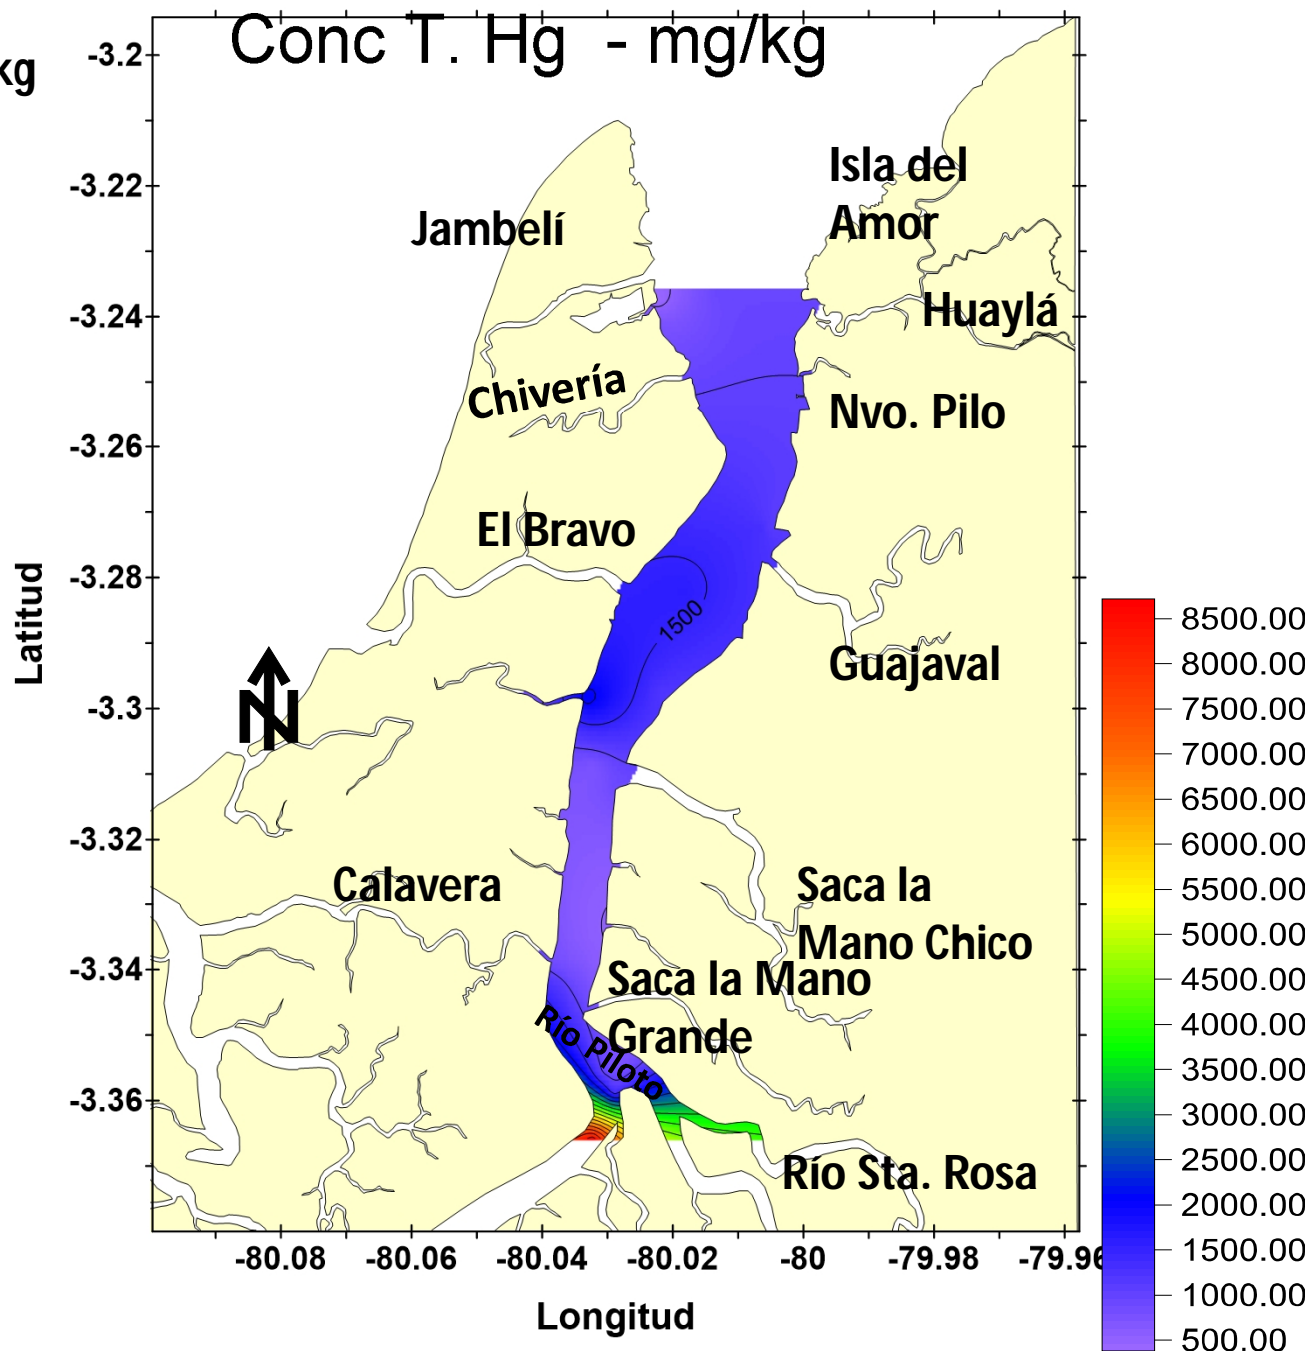 Conc T. Hg - mg/kg
kg
-3.2
-3.22
-3.24
-3.26
-3.28
-3.3
-3.32
-3.34
-3.36
Latitud
Isla del
Amor
Jambelí
Huaylá
Chivería
Nvo. Pilo
El Bravo
1500
Guajaval
N
Calavera
Saca la
Mano Chico
Saca la Mano
Grande
Río Piloto
Río Sta. Rosa
-80.08
-80.06
-80.04
-80.02
-80
-79.98
-79.96
Longitud
8500.00
8000.00
7500.00
7000.00
6500.00
6000.00
5500.00
5000.00
4500.00
4000.00
3500.00
3000.00
2500.00
2000.00
1500.00
1000.00
500.00